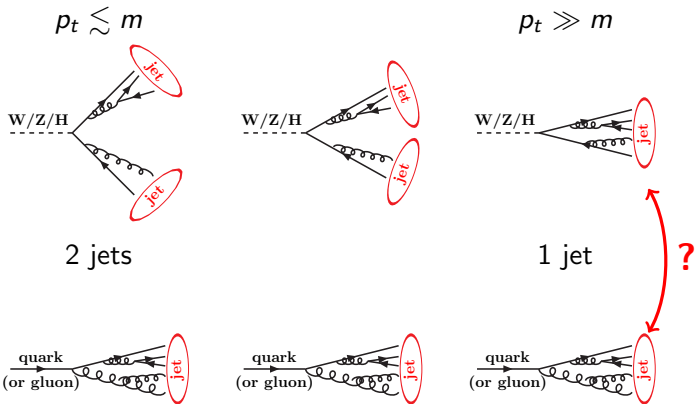 p_t ≲ m
p_t ≫ m
jet
W/Z/H
jet
W/Z/H
jet
jet
W/Z/H
jet
2 jets
1 jet
?
quark
(or gluon)
jet
quark
(or gluon)
jet
quark
(or gluon)
jet